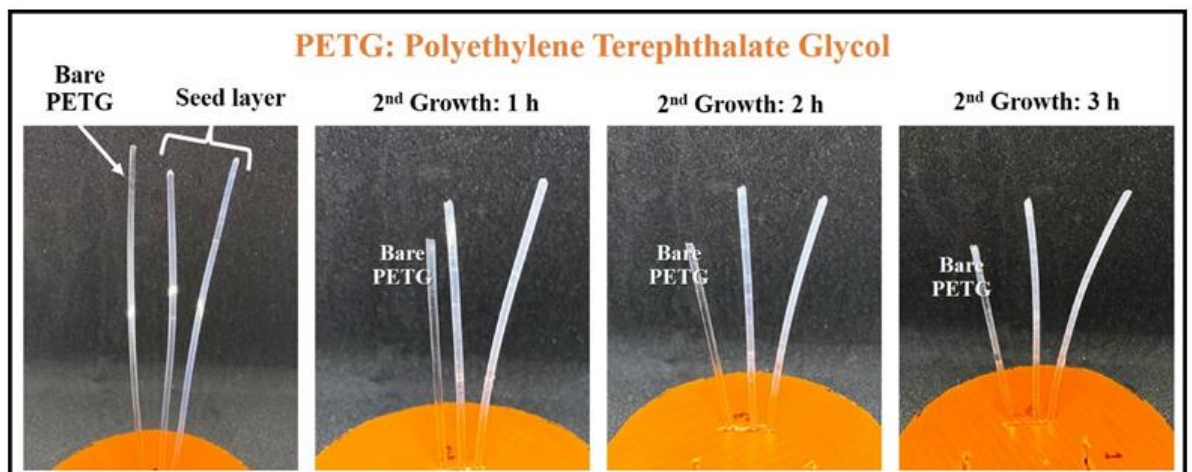 PETG: Polyethylene Terephthalate Glycol
Bare
PETG
Seed layer
2nd Growth: 1 h
2nd Growth: 2 h
2nd Growth: 3 h
Bare
PETG
Bare
PETG
Bare
PETG